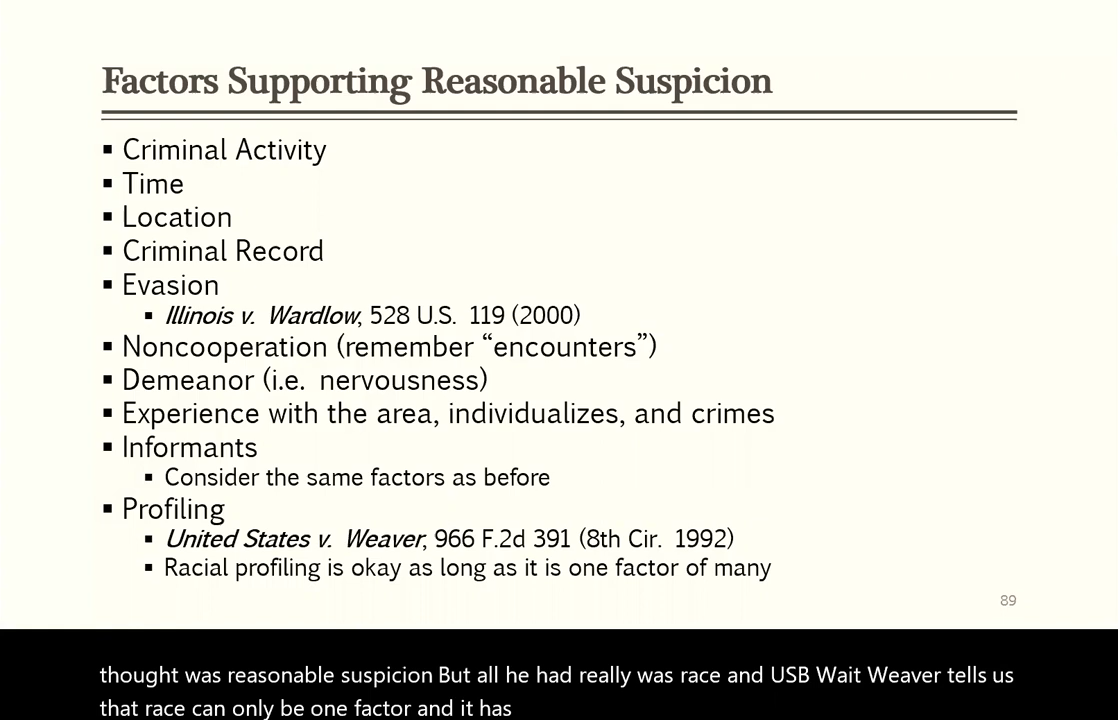 Factors Supporting Reasonable Suspicion
▪ Criminal Activity
▪ Time
▪ Location
▪ Criminal Record
▪ Evasion
▪ Illinois v. Wardlow, 528 U.S. 119 (2000)
▪ Noncooperation (remember “encounters”)
▪ Demeanor (i.e. nervousness)
▪ Experience with the area, individualizes, and crimes
▪ Informants
▪ Consider the same factors as before
▪ Profiling
▪ United States v. Weaver, 966 F.2d 391 (8th Cir. 1992)
▪ Racial profiling is okay as long as it is one factor of many
89
thought was reasonable suspicion But all he had really was race and USB Wait Weaver tells us
that race can only be one factor and it has